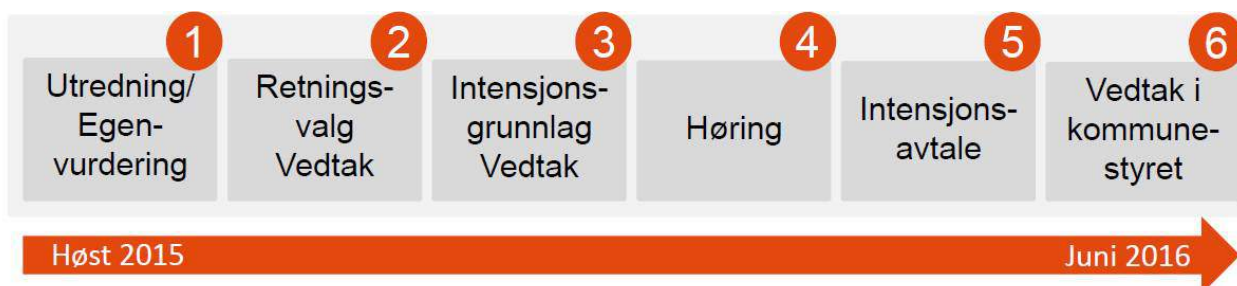 1
Utredning/
Egen-
vurdering
2
Retnings-
valg
Vedtak
3
Intensjons-
grunnlag
Vedtak
4
Høring
5
Intensjons-
avtale
6
Vedtak i
kommune-
styret
Høst 2015
Juni 2016